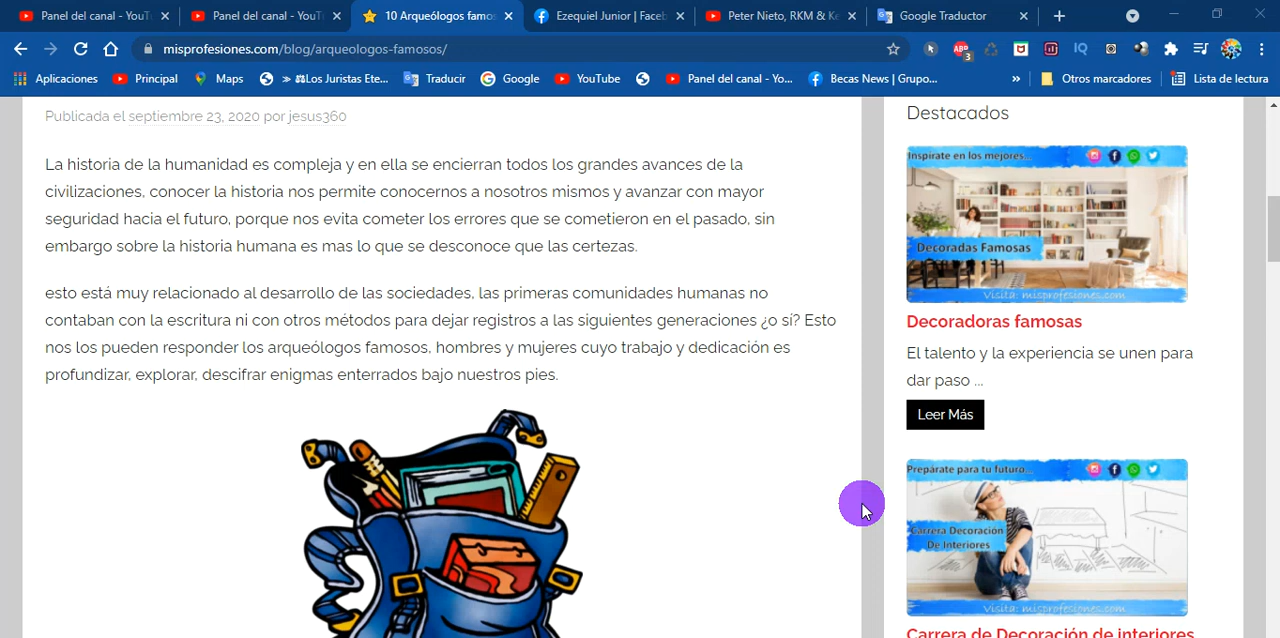 Panel del canal - YouT
Panel del canal - YouT
10 Arqueólogos famos
Ezequiel Junior | Faceb
Peter Nieto, RKM & Ke
Google Traductor
misprofesiones.com/blog/arqueologos-famosos/
ABP
3
IQ
Aplicaciones
Principal
Maps
» ⚖Los Juristas Ete...
Traducir
Google
YouTube
Panel del canal - Yo...
Becas News | Grupo...
»
Otros marcadores
Lista de lectura
Publicada el septiembre 23, 2020 por jesus360
La historia de la humanidad es compleja y en ella se encierran todos los grandes avances de la
civilizaciones, conocer la historia nos permite conocernos a nosotros mismos y avanzar con mayor
seguridad hacia el futuro, porque nos evita cometer los errores que se cometieron en el pasado, sin
embargo sobre la historia humana es mas lo que se desconoce que las certezas.
esto está muy relacionado al desarrollo de las sociedades, las primeras comunidades humanas no
contaban con la escritura ni con otros métodos para dejar registros a las siguientes generaciones ¿o sí? Esto
nos los pueden responder los arqueólogos famosos, hombres y mujeres cuyo trabajo y dedicación es
profundizar, explorar, descifrar enigmas enterrados bajo nuestros pies.
Destacados
Inspirate en los mejores...
Decoradas Famosas
Visita: misprofesiones.com
Decoradoras famosas
El talento y la experiencia se unen para
dar paso ...
Leer Más
Prepárate para tu futuro...
Carrera Decoración
De Interiores
Visita: misprofesiones.com
Carrera de Decoración de interiores